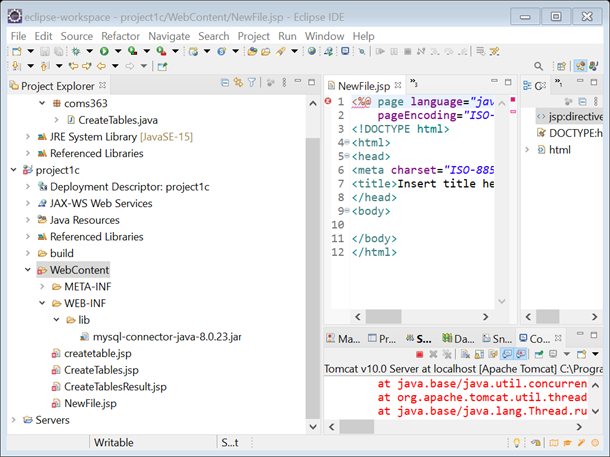 eclipse-workspace - project1c/WebContent/NewFile.jsp - Eclipse IDE
File Edit Source Refactor Navigate Search Project Run Window Help
Project Explorer
coms363
CreateTables.java
JRE System Library [JavaSE-15]
Referenced Libraries
project1c
Deployment Descriptor: project1c
JAX-WS Web Services
Java Resources
Referenced Libraries
build
WebContent
META-INF
WEB-INF
lib
mysql-connector-java-8.0.23.jar
createtable.jsp
CreateTables.jsp
CreateTablesResult.jsp
NewFile.jsp
Servers
NewFile.jsp
3
1 <%@ page language="jav
2 pageEncoding="ISO-
3 <!DOCTYPE html>
4 <html>
5 <head>
6 <meta charset="ISO-885
7 <title>Insert title he
8 </head>
9 <body>
10
11 </body>
12 </html>
C...
3
jsp:directive
DOCTYPE:h
html
Ma... Pr... S... Da... Sn... Co...
Tomcat v10.0 Server at localhost [Apache Tomcat] C:\Progra
at java.base/java.util.concurren
at org.apache.tomcat.util.thread
at java.base/java.lang.Thread.ru
Writable S...t